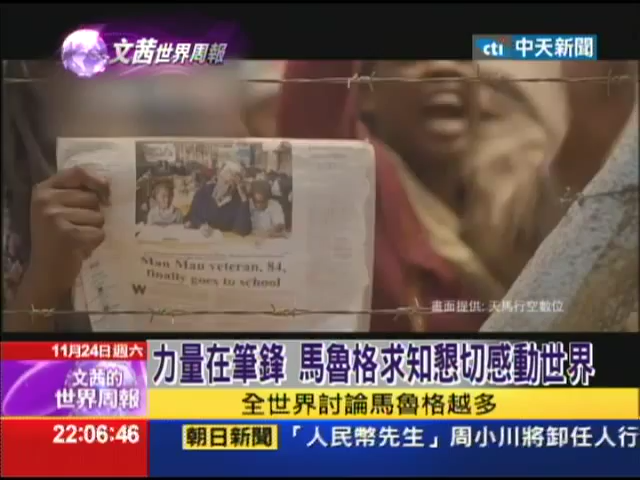 文茜世界周報
cti 中天新聞
Mau Mau veteran, 84,
finally goes to school
W
畫面提供: 天馬行空數位
11月24日 週六
力量在筆鋒 馬魯格求知懇切感動世界
文茜的
世界周報
全世界討論馬魯格越多
22:06:46
朝日新聞
「人民幣先生」周小川將卸任人行